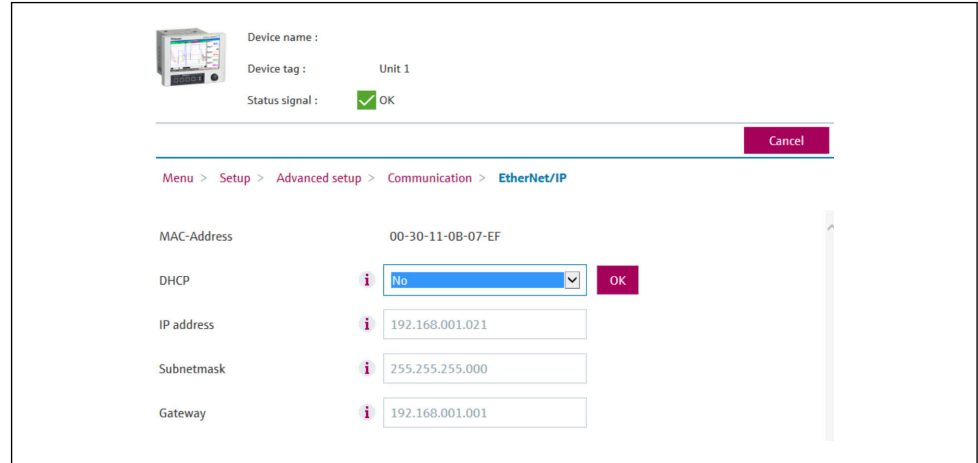 Device name :
Device tag : Unit 1
Status signal : OK
Cancel
Menu > Setup > Advanced setup > Communication > EtherNet/IP
MAC-Address 00-30-11-0B-07-EF
DHCP i No OK
IP address i 192.168.001.021
Subnetmask i 255.255.255.000
Gateway i 192.168.001.001